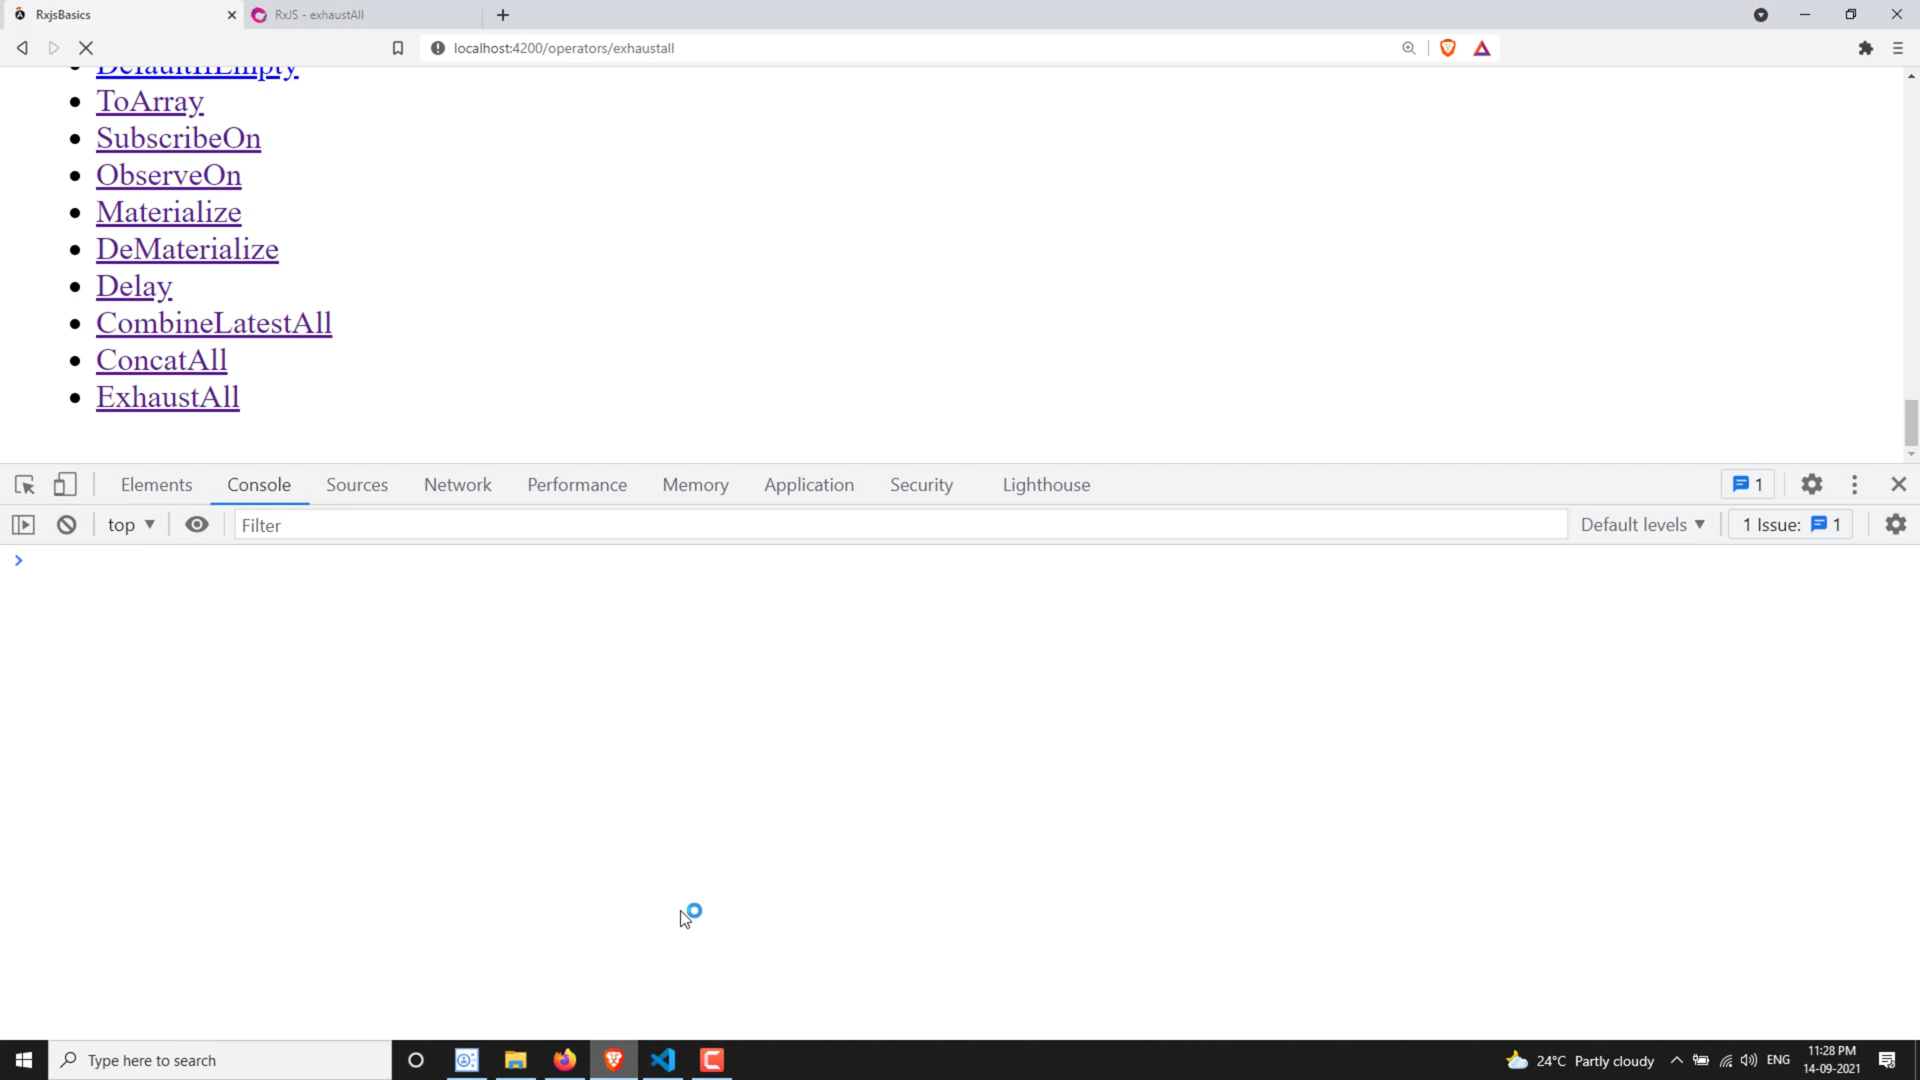 RxjsBasics
RxJS - exhaustAll
localhost:4200/operators/exhaustall
DefaultIfEmpty
ToArray
SubscribeOn
ObserveOn
Materialize
DeMaterialize
Delay
CombineLatestAll
ConcatAll
ExhaustAll
Elements Console Sources Network Performance Memory Application Security Lighthouse 1
top Filter Default levels 1 Issue: 1
Type here to search
24°C Partly cloudy ENG
11:28 PM
14-09-2021